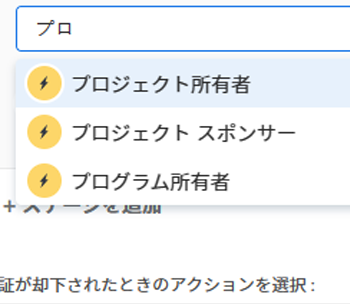 プロ
プロジェクト所有者
プロジェクト スポンサー
プログラム所有者
+ ステージを追加
証が却下されたときのアクションを選択 :